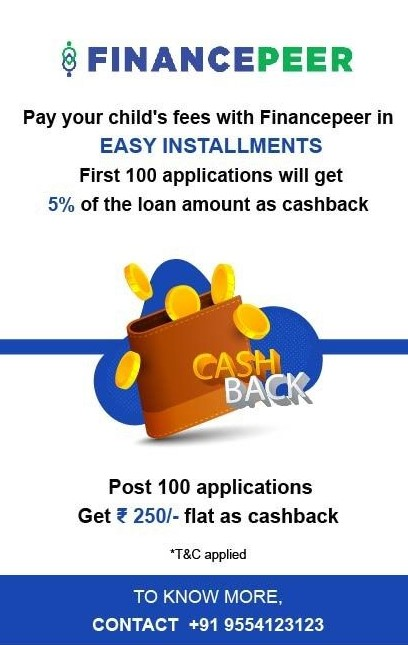 FINANCEPEER
Pay your child's fees with Financepeer in
EASY INSTALLMENTS
First 100 applications will get
5% of the loan amount as cashback
CASH
BACK
Post 100 applications
Get ₹ 250/- flat as cashback
*T&C applied
TO KNOW MORE,
CONTACT +91 9554123123